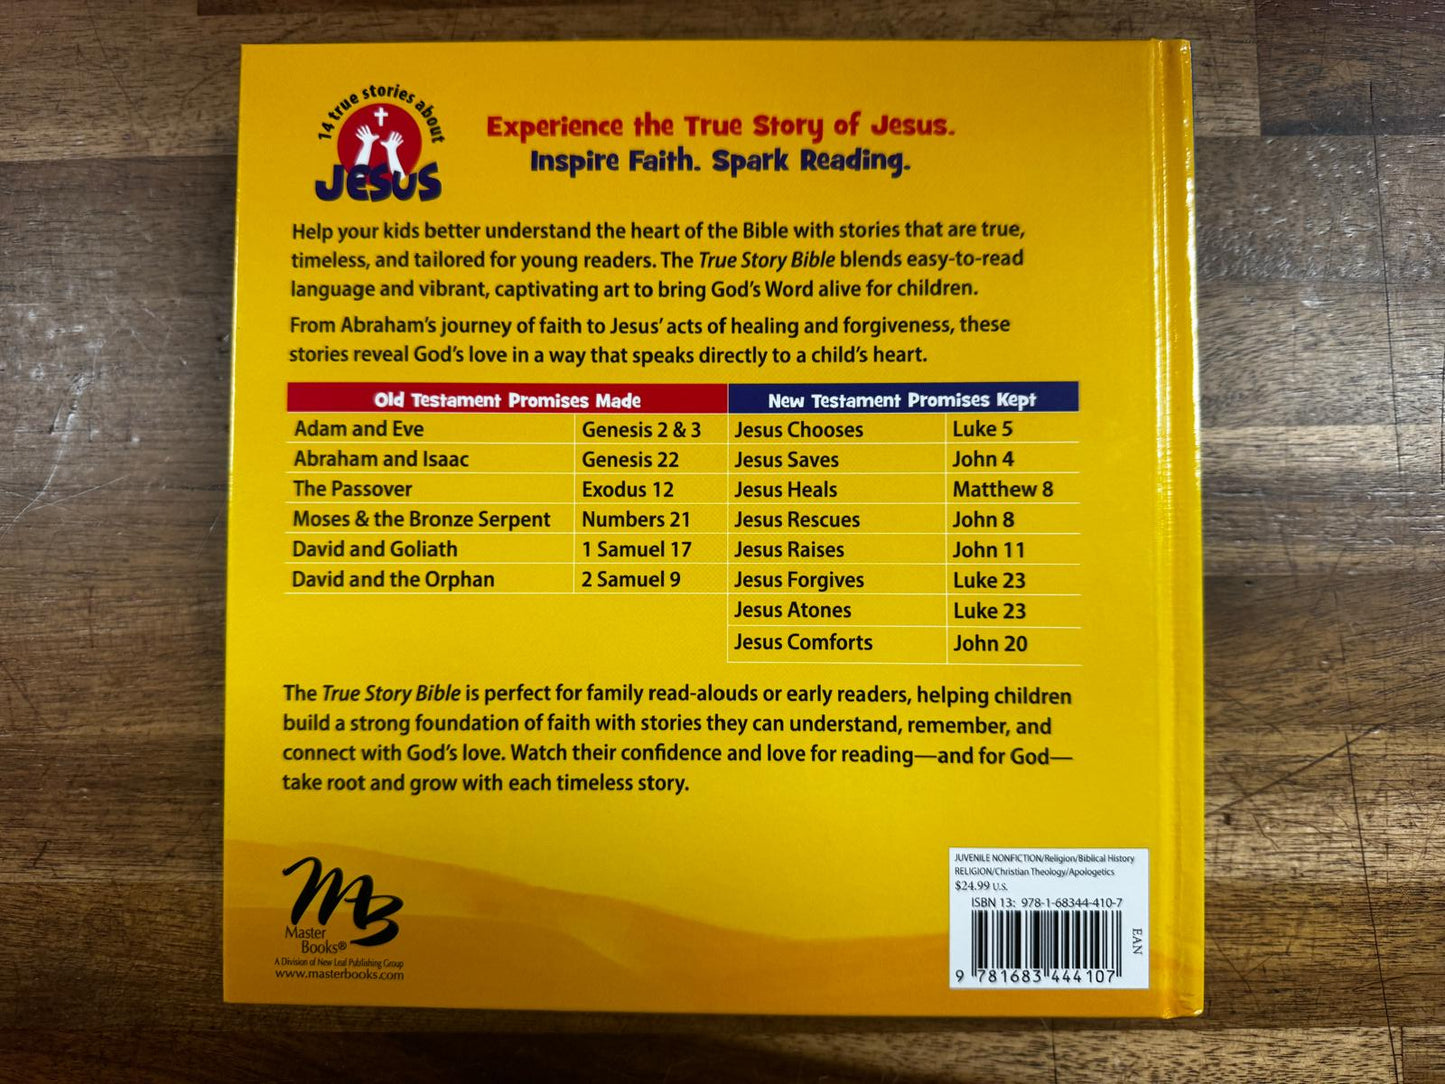 14 true stories about
JESUS
Experience the True Story of Jesus.
Inspire Faith. Spark Reading.
Help your kids better understand the heart of the Bible with stories that are true,
timeless, and tailored for young readers. The True Story Bible blends easy-to-read
language and vibrant, captivating art to bring God's Word alive for children.
From Abraham's journey of faith to Jesus' acts of healing and forgiveness, these
stories reveal God's love in a way that speaks directly to a child's heart.
Old Testament Promises Made New Testament Promises Kept
Adam and Eve Genesis 2 & 3 Jesus Chooses Luke 5
Abraham and Isaac Genesis 22 Jesus Saves John 4
The Passover Exodus 12 Jesus Heals Matthew 8
Moses & the Bronze Serpent Numbers 21 Jesus Rescues John 8
David and Goliath 1 Samuel 17 Jesus Raises John 11
David and the Orphan 2 Samuel 9 Jesus Forgives Luke 23
Jesus Atones Luke 23
Jesus Comforts John 20
The True Story Bible is perfect for family read-alouds or early readers, helping children
build a strong foundation of faith with stories they can understand, remember, and
connect with God's love. Watch their confidence and love for reading—and for God—
take root and grow with each timeless story.
MB
Master
Books®
A Division of New Leaf Publishing Group
www.masterbooks.com
JUVENILE NONFICTION/Religion/Biblical History
RELIGION/Christian Theology/Apologetics
$24.99 U.S.
ISBN 13: 978-1-68344-410-7
EAN
9 781683 444107